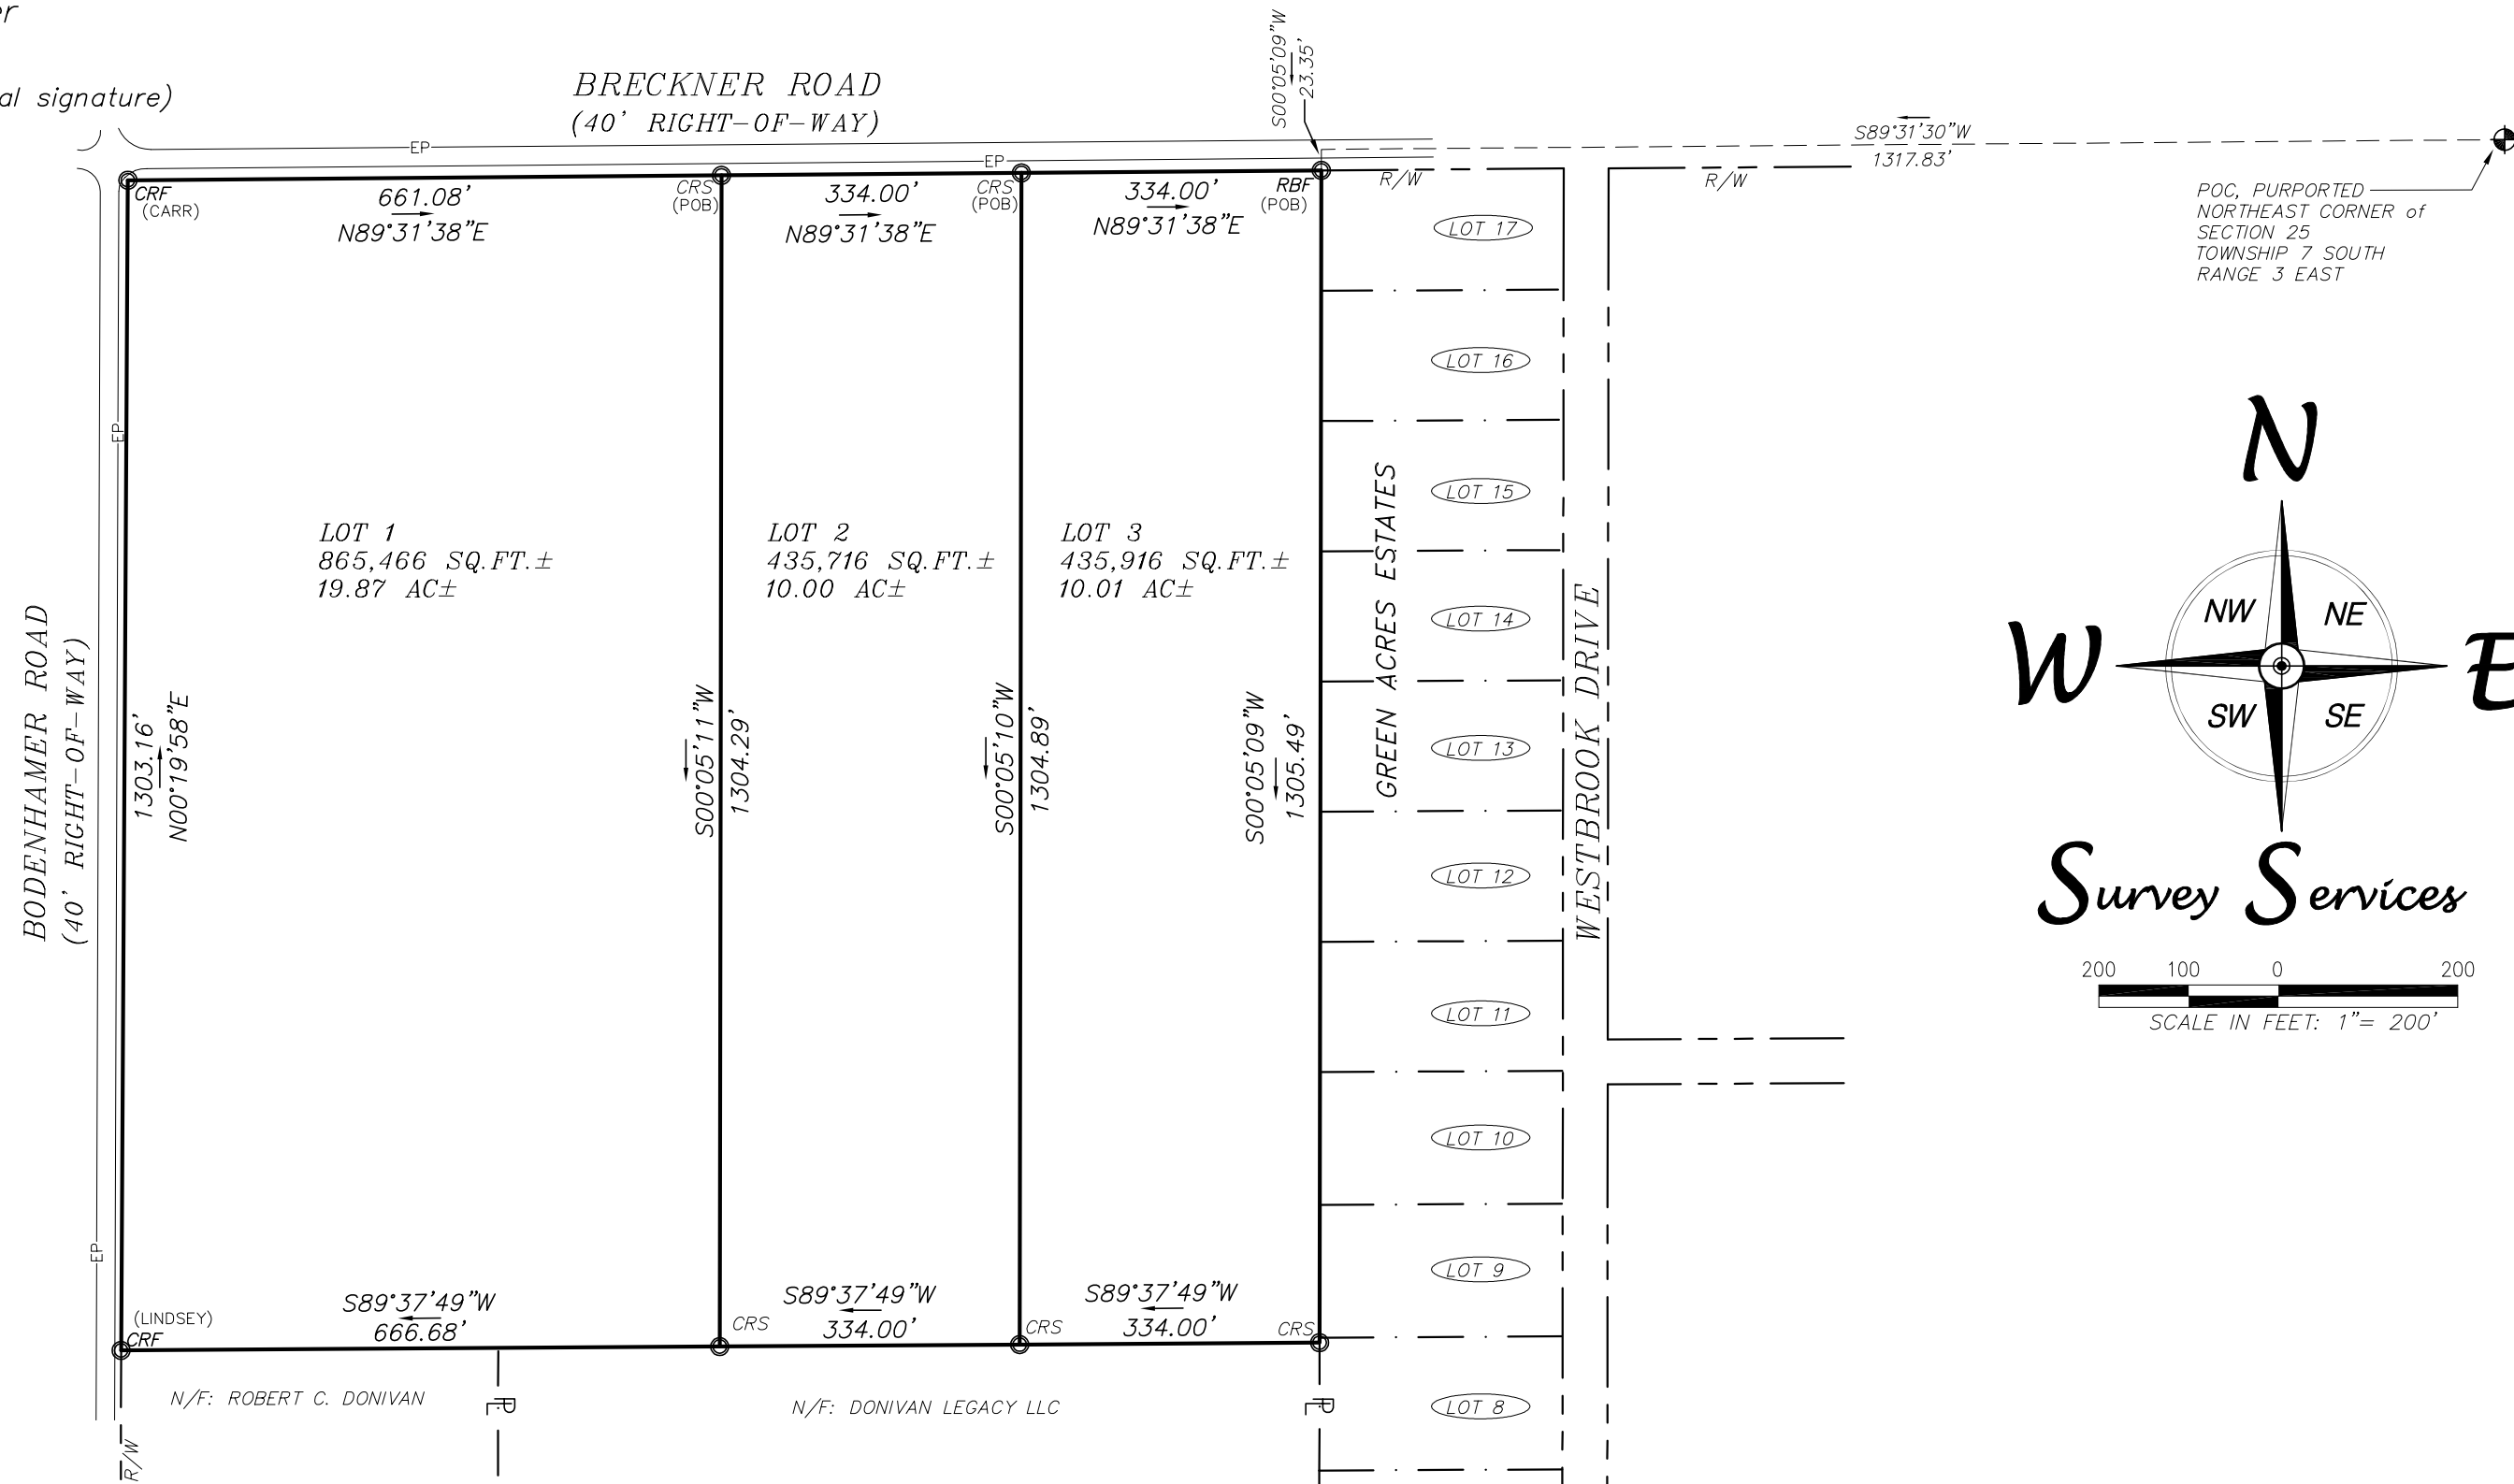 er
al signature)
BRECKNER ROAD
(40' RIGHT-OF-WAY)
S00°05'09"W
23.35'
S89°31'30"W
1317.83'
EP
EP
CRF
(CARR)
661.08'
N89°31'38"E
CRS
(POB)
334.00'
N89°31'38"E
CRS
(POB)
334.00'
N89°31'38"E
RBF
(POB)
R/W
R/W
POC, PURPORTED
NORTHEAST CORNER of
SECTION 25
TOWNSHIP 7 SOUTH
RANGE 3 EAST
LOT 17
LOT 16
LOT 15
LOT 14
LOT 13
LOT 12
LOT 11
LOT 10
LOT 9
LOT 8
EP
LOT 1
865,466 SQ.FT.±
19.87 AC±
LOT 2
435,716 SQ.FT.±
10.00 AC±
LOT 3
435,916 SQ.FT.±
10.01 AC±
BODENHAMER ROAD
(40' RIGHT-OF-WAY)
1303.16'
N00°19'58"E
S00°05'11"W
1304.29'
S00°05'10"W
1304.89'
S00°05'09"W
1305.49'
GREEN ACRES ESTATES
WESTBROOK DRIVE
N
NW
NE
W
E
SW
SE
Survey Services
200 100 0 200
SCALE IN FEET: 1"= 200'
EP
(LINDSEY)
CRF
S89°37'49"W
666.68'
CRS
S89°37'49"W
334.00'
CRS
S89°37'49"W
334.00'
CRS
N/F: ROBERT C. DONIVAN
PL
N/F: DONIVAN LEGACY LLC
PL
R/W